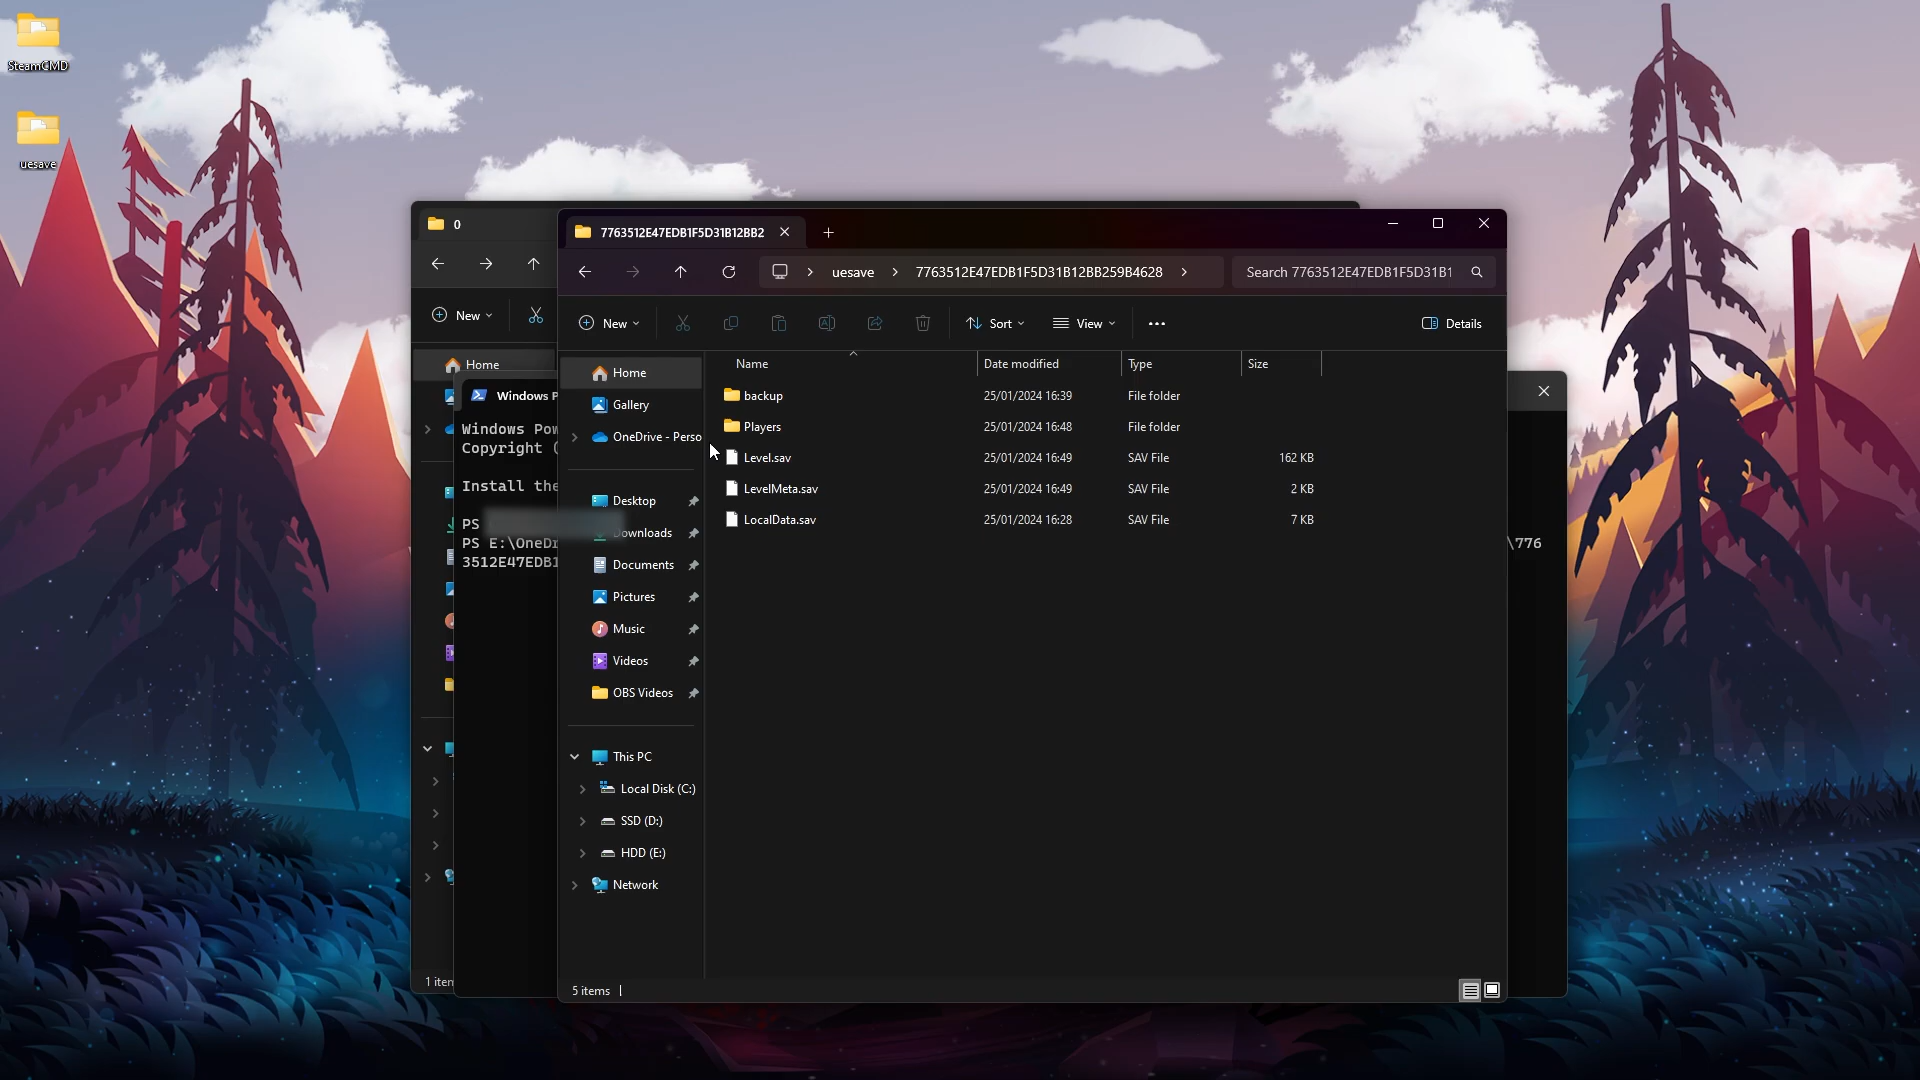 SteamCMD
uesave
0
New
Home
Windows P
Windows Pow
Copyright (
Install the
PS
PS E:\OneDr
3512E47EDB1
\776
1 item
7763512E47EDB1F5D31B12BB2
uesave
7763512E47EDB1F5D31B12BB259B4628
Search 7763512E47EDB1F5D31B1
New
Sort
View
Details
Home
Gallery
OneDrive - Perso
Desktop
Downloads
Documents
Pictures
Music
Videos
OBS Videos
This PC
Local Disk (C:)
SSD (D:)
HDD (E:)
Network
Name Date modified Type Size
backup 25/01/2024 16:39 File folder
Players 25/01/2024 16:48 File folder
Level.sav 25/01/2024 16:49 SAV File 162 KB
LevelMeta.sav 25/01/2024 16:49 SAV File 2 KB
LocalData.sav 25/01/2024 16:28 SAV File 7 KB
5 items